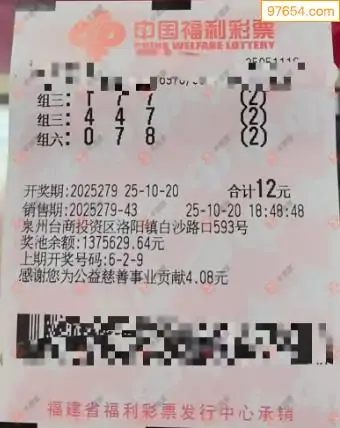 97654.com
中国福利彩票
CHINA WELFARE LOTTERY
组三: 1 7 7 (2)
组三: 4 4 7 (2)
组六: 0 7 8 (2)
开奖期:2025279 25-10-20 合计12元
销售期:2025279-43 25-10-20 18:48:48
泉州台商投资区洛阳镇白沙路口593号
奖池余额:1375629.64元
上期开奖号码:6-2-9
感谢您为公益慈善事业贡献4.08元
福建省福利彩票发行中心承销